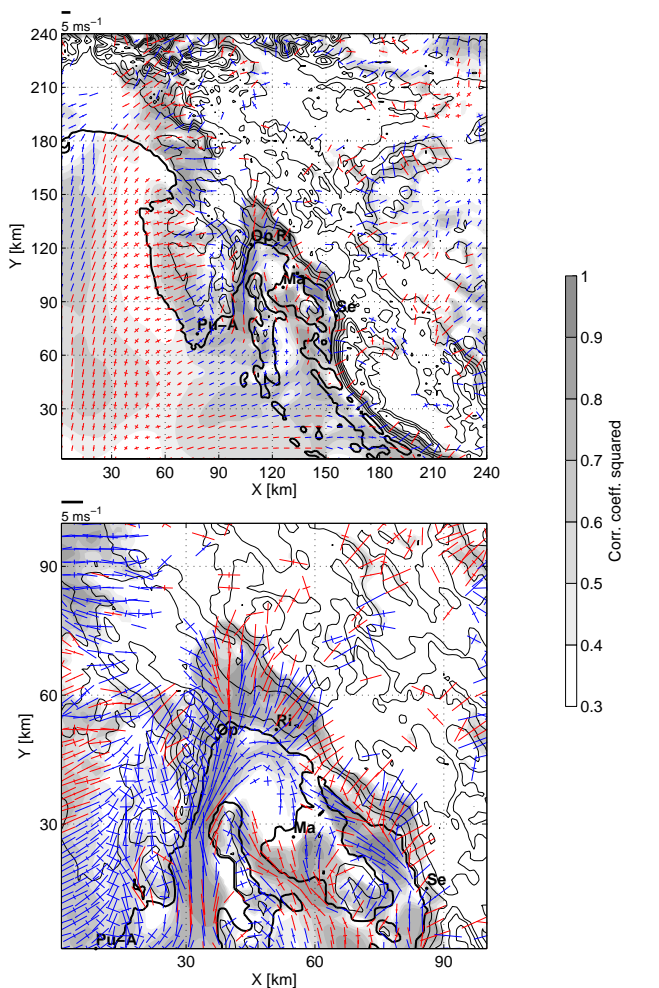 5 ms⁻¹
240
210
180
150
120
90
60
30
Y [km]
Op Ri
Ma
Se
Pu−A
30 60 90 120 150 180 210 240
X [km]
1
0.9
0.8
0.7
0.6
0.5
0.4
0.3
Corr. coeff. squared
5 ms⁻¹
90
60
30
Y [km]
Op Ri
Ma
Se
Pu−A
30 60 90
X [km]